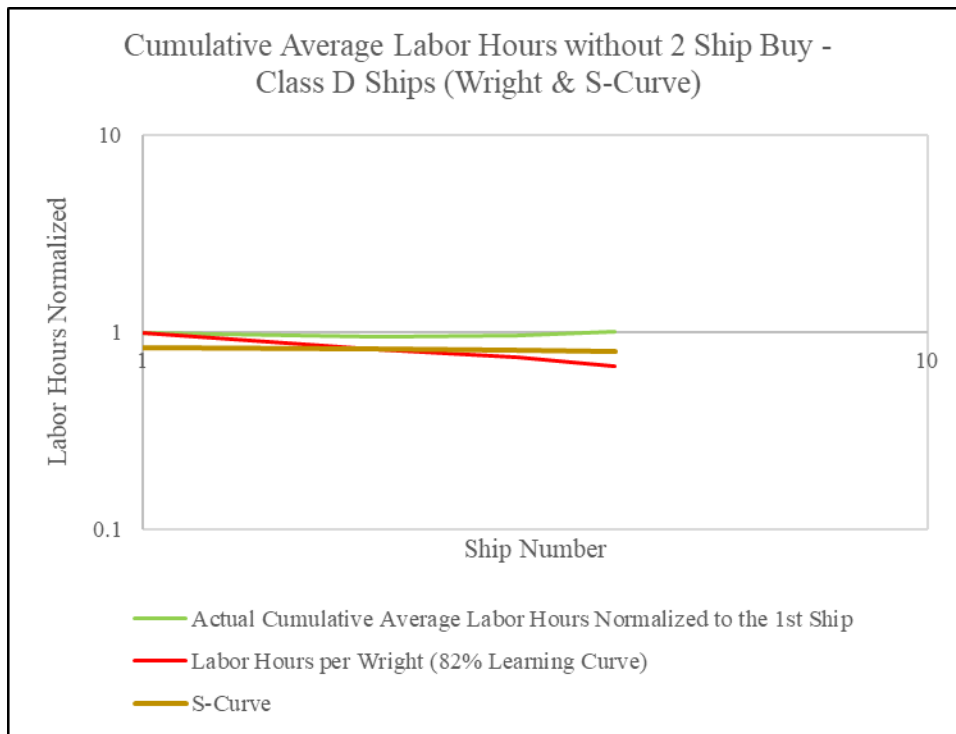 Cumulative Average Labor Hours without 2 Ship Buy -
Class D Ships (Wright & S-Curve)
10
1
0.1
Labor Hours Normalized
1
10
Ship Number
Actual Cumulative Average Labor Hours Normalized to the 1st Ship
Labor Hours per Wright (82% Learning Curve)
S-Curve